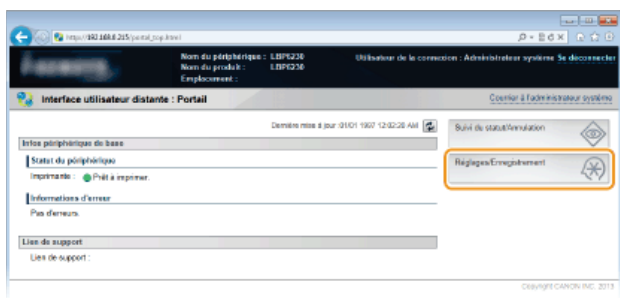 http://192.168.6.215/portal_top.html
Nom du périphérique : LBP6230
Nom du produit : LBP6230
Emplacement :
Utilisateur de la connexion : Administrateur système Se déconnecter
Interface utilisateur distante : Portail
Courrier à l'administrateur système
Dernière mise à jour :01/01 1997 12:02:28 AM
Infos périphérique de base
Statut du périphérique
Imprimante : Prêt à imprimer.
Informations d'erreur
Pas d'erreurs.
Lien de support
Lien de support :
Suivi de statut/Annulation
Réglages/Enregistrement
Copyright CANON INC. 2013